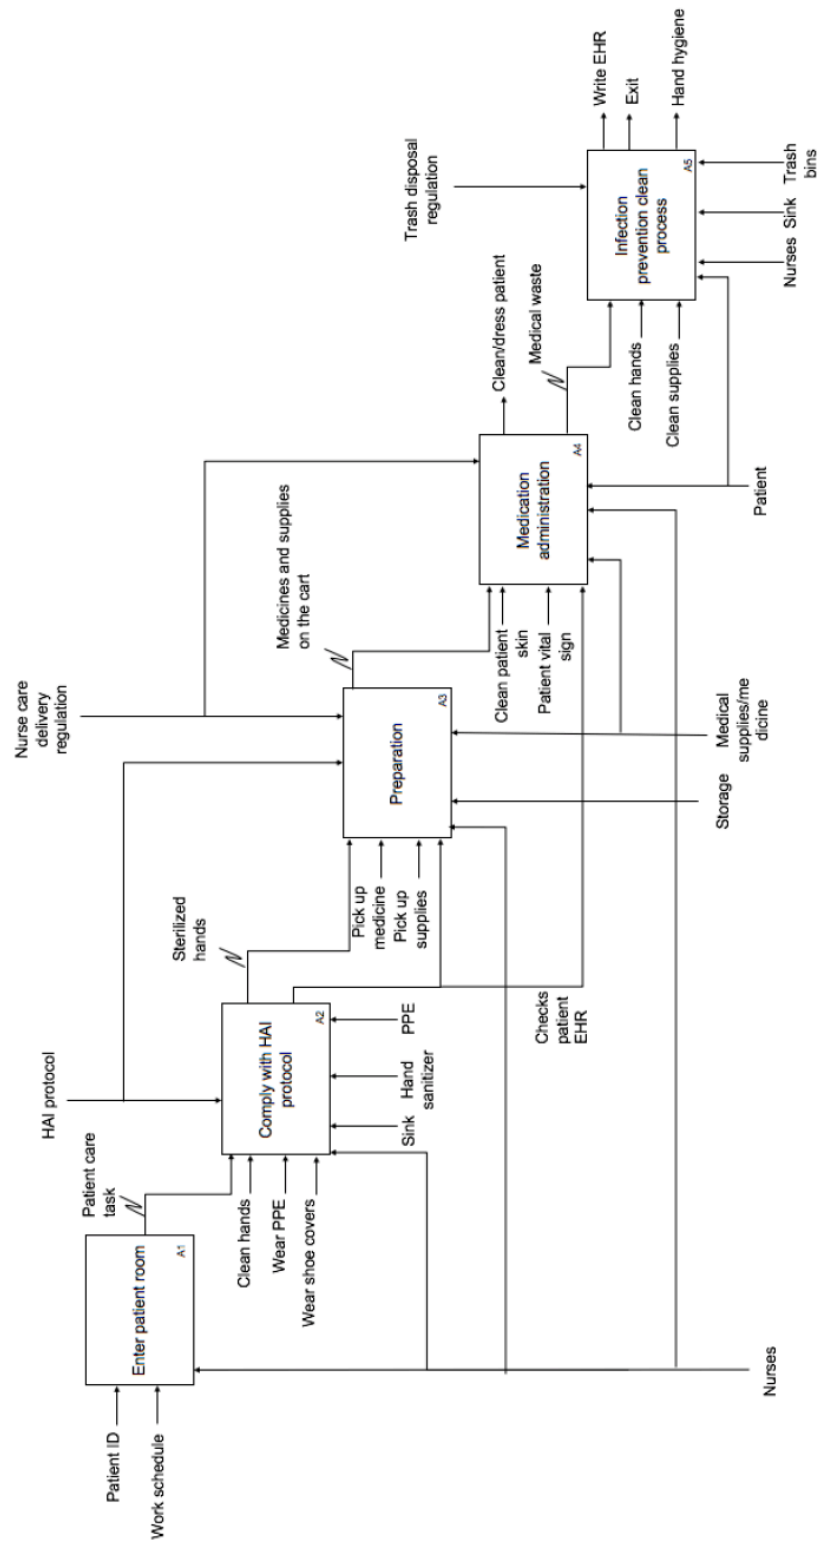 Patient ID
Work schedule
Enter patient room
A1
Patient care
task
HAI protocol
Clean hands
Wear PPE
Wear shoe covers
Comply with HAI
protocol
A2
Sink
Hand
sanitizer
PPE
Sterilized
hands
Checks
patient
EHR
Nurse care
delivery
regulation
Pick up
medicine
Pick up
supplies
Preparation
A3
Storage
Medical
supplies/me
dicine
Medicines and supplies
on the cart
Clean patient
skin
Patient vital
sign
Medication
administration
A4
Clean/dress patient
Medical waste
Patient
Nurses
Trash disposal
regulation
Clean hands
Clean supplies
Infection
prevention clean
process
A5
Nurses
Sink
Trash
bins
Write EHR
Exit
Hand hygiene